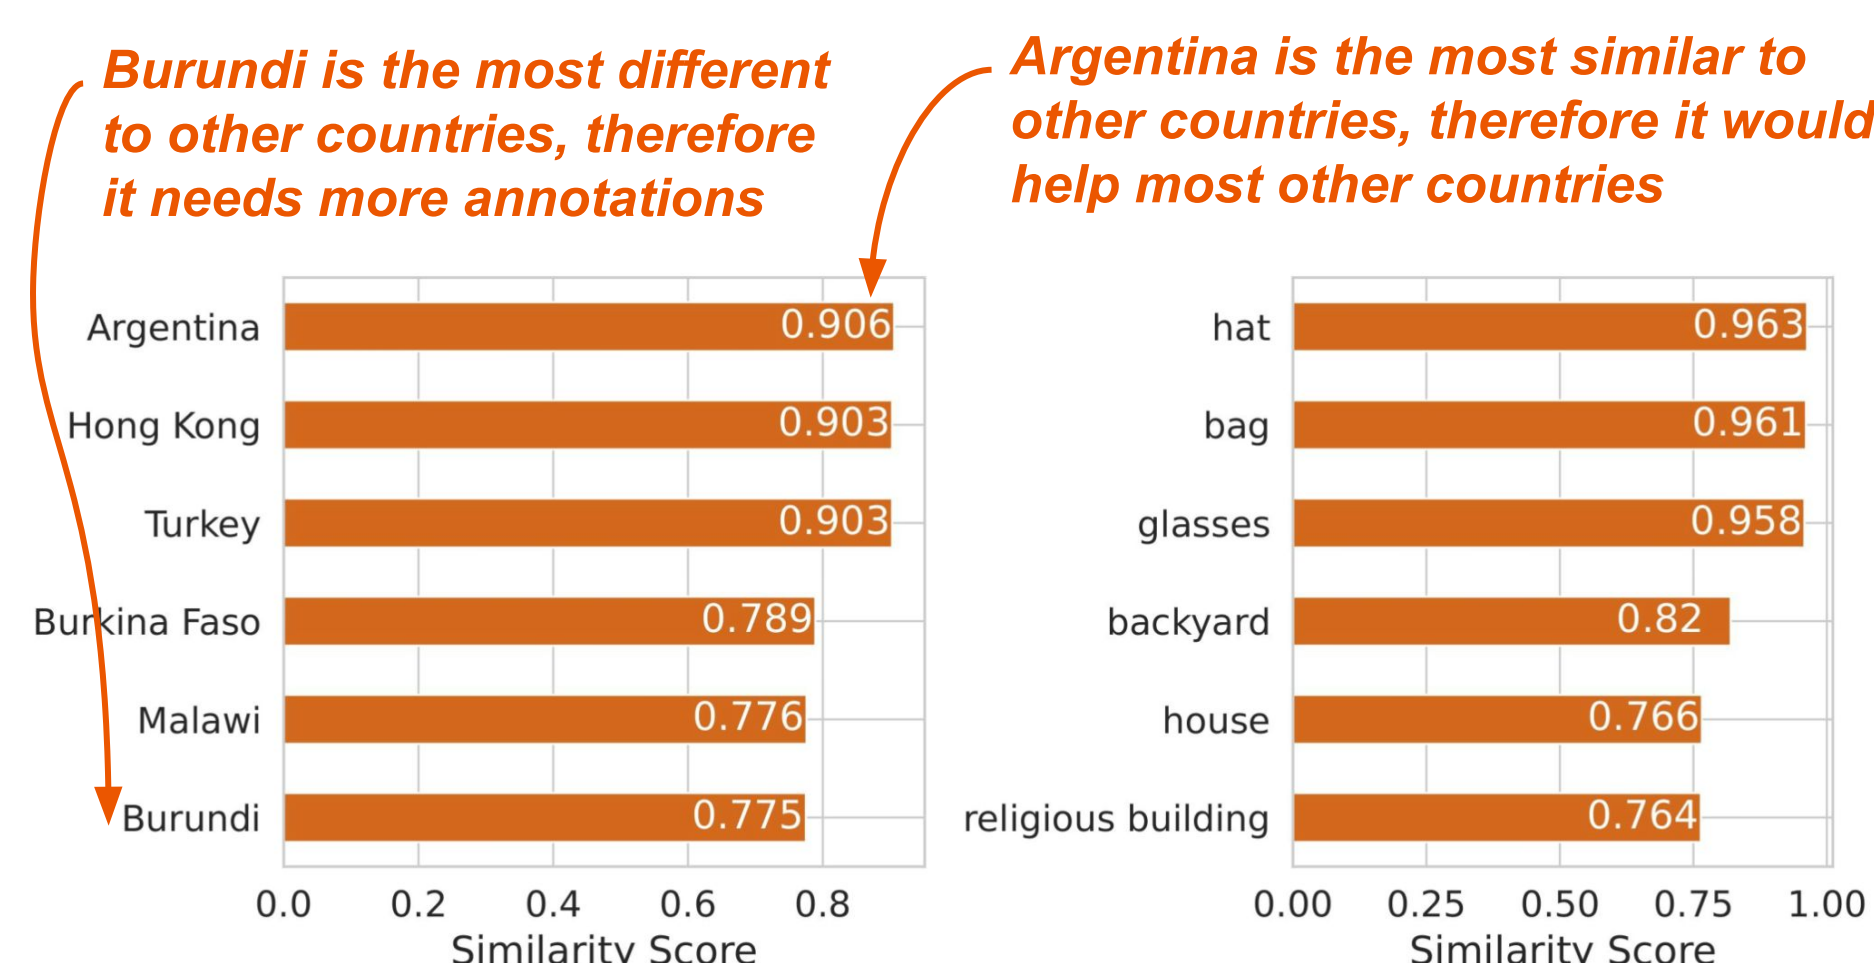 Burundi is the most different
to other countries, therefore
it needs more annotations
Argentina is the most similar to
other countries, therefore it would
help most other countries
Argentina 0.906
Hong Kong 0.903
Turkey 0.903
Burkina Faso 0.789
Malawi 0.776
Burundi 0.775
0.0 0.2 0.4 0.6 0.8
Similarity Score
hat 0.963
bag 0.961
glasses 0.958
backyard 0.82
house 0.766
religious building 0.764
0.00 0.25 0.50 0.75 1.00
Similarity Score